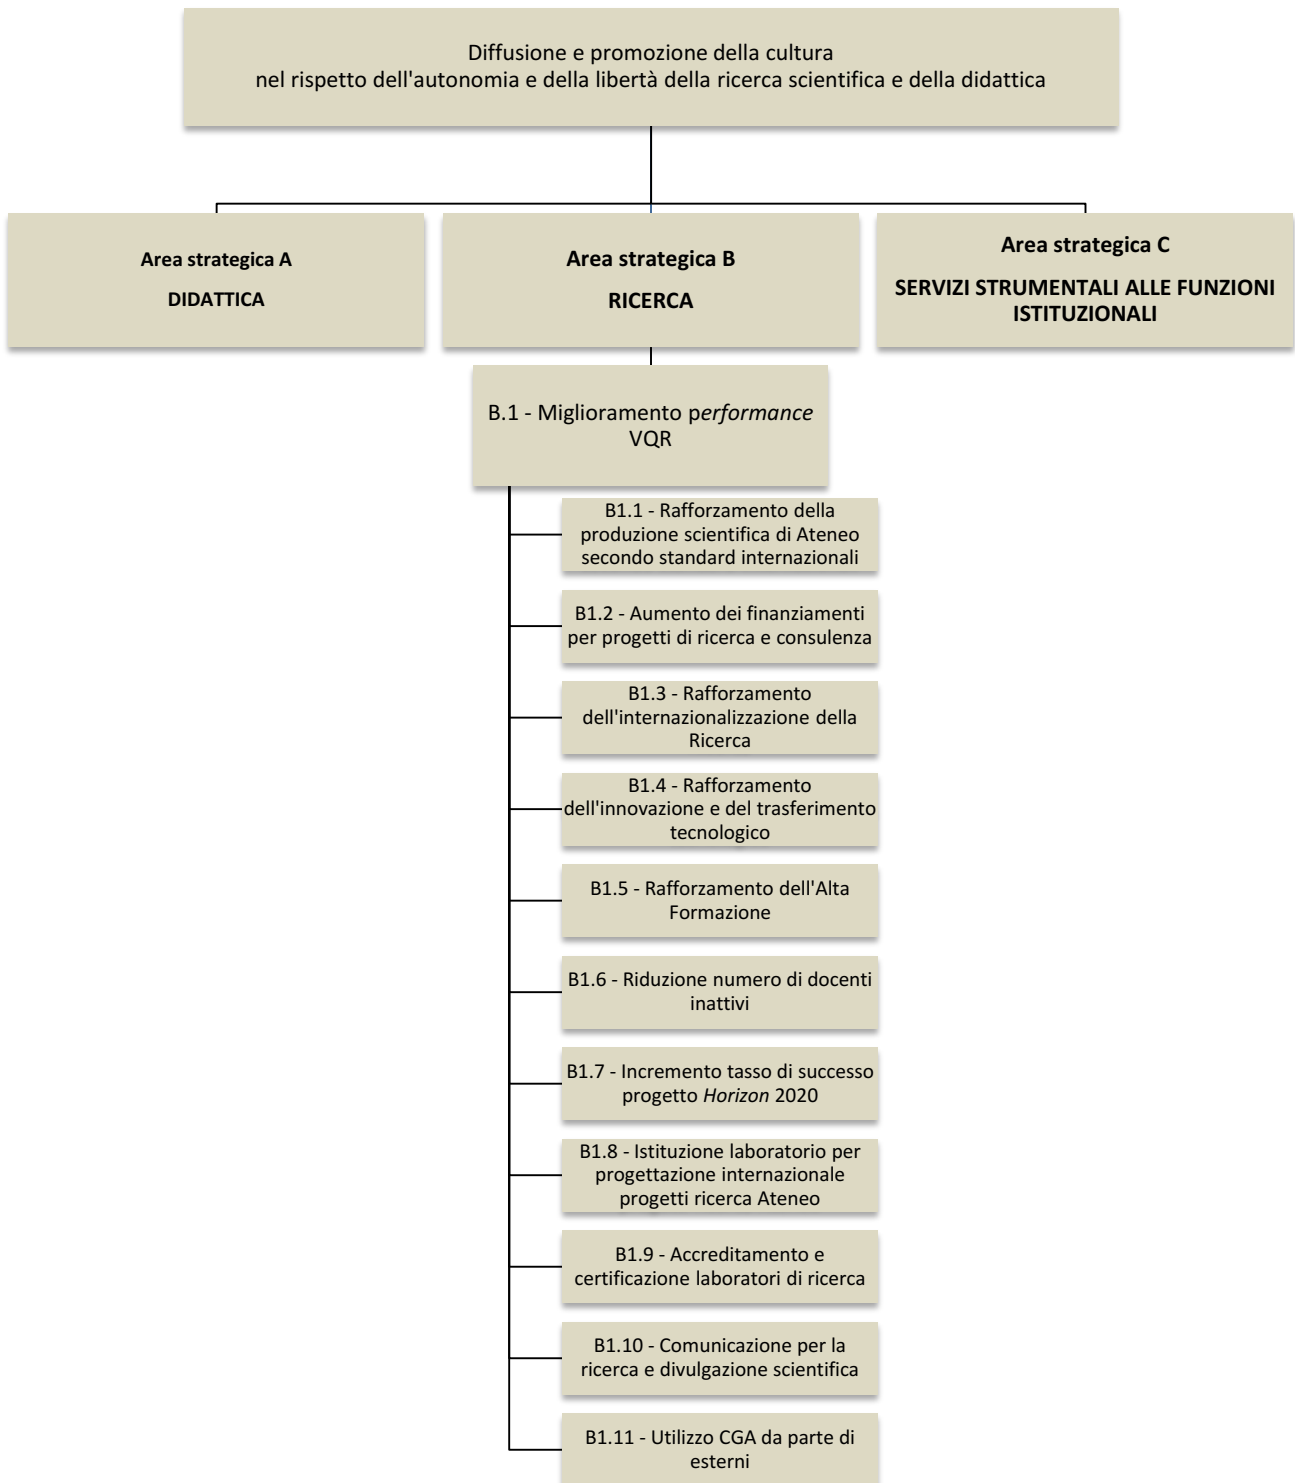 Diffusione e promozione della cultura
nel rispetto dell'autonomia e della libertà della ricerca scientifica e della didattica
Area strategica A
DIDATTICA
Area strategica B
RICERCA
Area strategica C
SERVIZI STRUMENTALI ALLE FUNZIONI
ISTITUZIONALI
B.1 - Miglioramento performance
VQR
B1.1 - Rafforzamento della
produzione scientifica di Ateneo
secondo standard internazionali
B1.2 - Aumento dei finanziamenti
per progetti di ricerca e consulenza
B1.3 - Rafforzamento
dell'internazionalizzazione della
Ricerca
B1.4 - Rafforzamento
dell'innovazione e del trasferimento
tecnologico
B1.5 - Rafforzamento dell'Alta
Formazione
B1.6 - Riduzione numero di docenti
inattivi
B1.7 - Incremento tasso di successo
progetto Horizon 2020
B1.8 - Istituzione laboratorio per
progettazione internazionale
progetti ricerca Ateneo
B1.9 - Accreditamento e
certificazione laboratori di ricerca
B1.10 - Comunicazione per la
ricerca e divulgazione scientifica
B1.11 - Utilizzo CGA da parte di
esterni